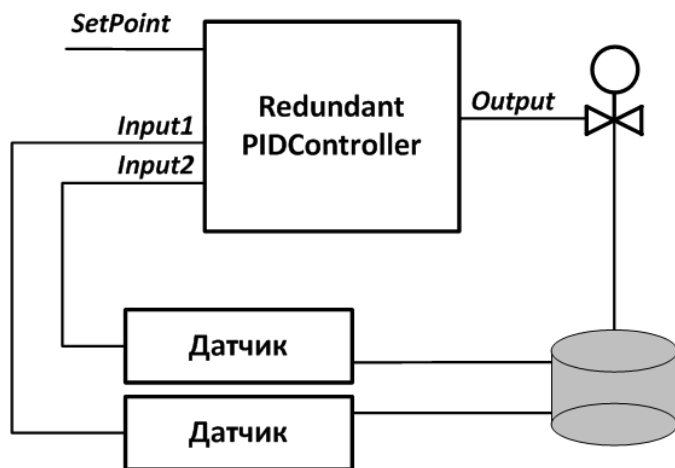 SetPoint
Redundant
PIDController
Output
Input1
Input2
Датчик
Датчик